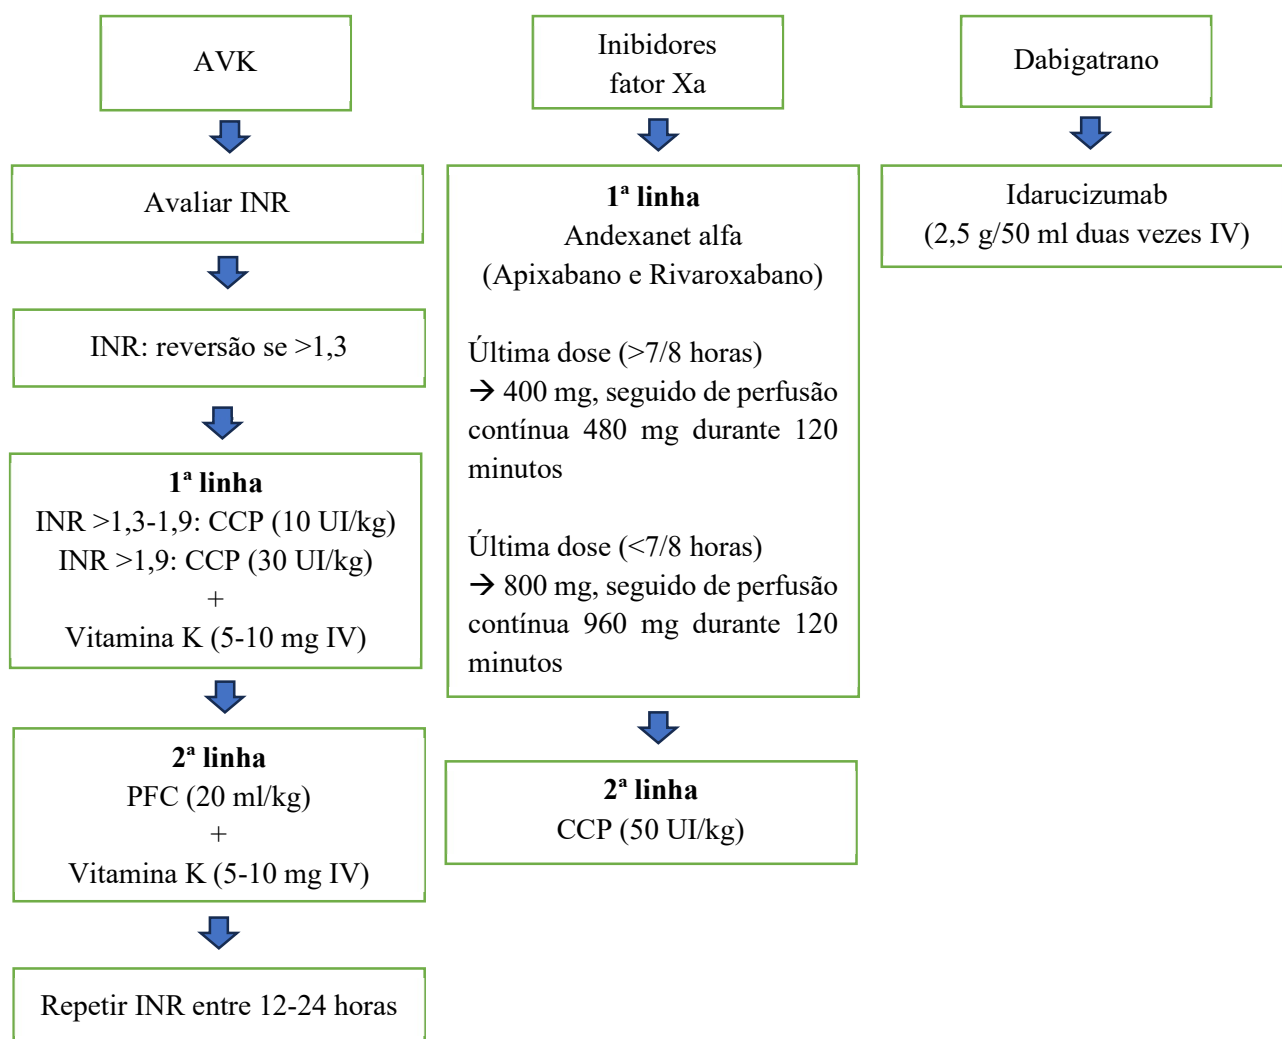 AVK
Avaliar INR
INR: reversão se >1,3
1ª linha
INR >1,3-1,9: CCP (10 UI/kg)
INR >1,9: CCP (30 UI/kg)
+
Vitamina K (5-10 mg IV)
2ª linha
PFC (20 ml/kg)
+
Vitamina K (5-10 mg IV)
Repetir INR entre 12-24 horas
Inibidores
fator Xa
1ª linha
Andexanet alfa
(Apixabano e Rivaroxabano)
Última dose (>7/8 horas)
→ 400 mg, seguido de perfusão
contínua 480 mg durante 120
minutos
Última dose (<7/8 horas)
→ 800 mg, seguido de perfusão
contínua 960 mg durante 120
minutos
2ª linha
CCP (50 UI/kg)
Dabigatrano
Idarucizumab
(2,5 g/50 ml duas vezes IV)